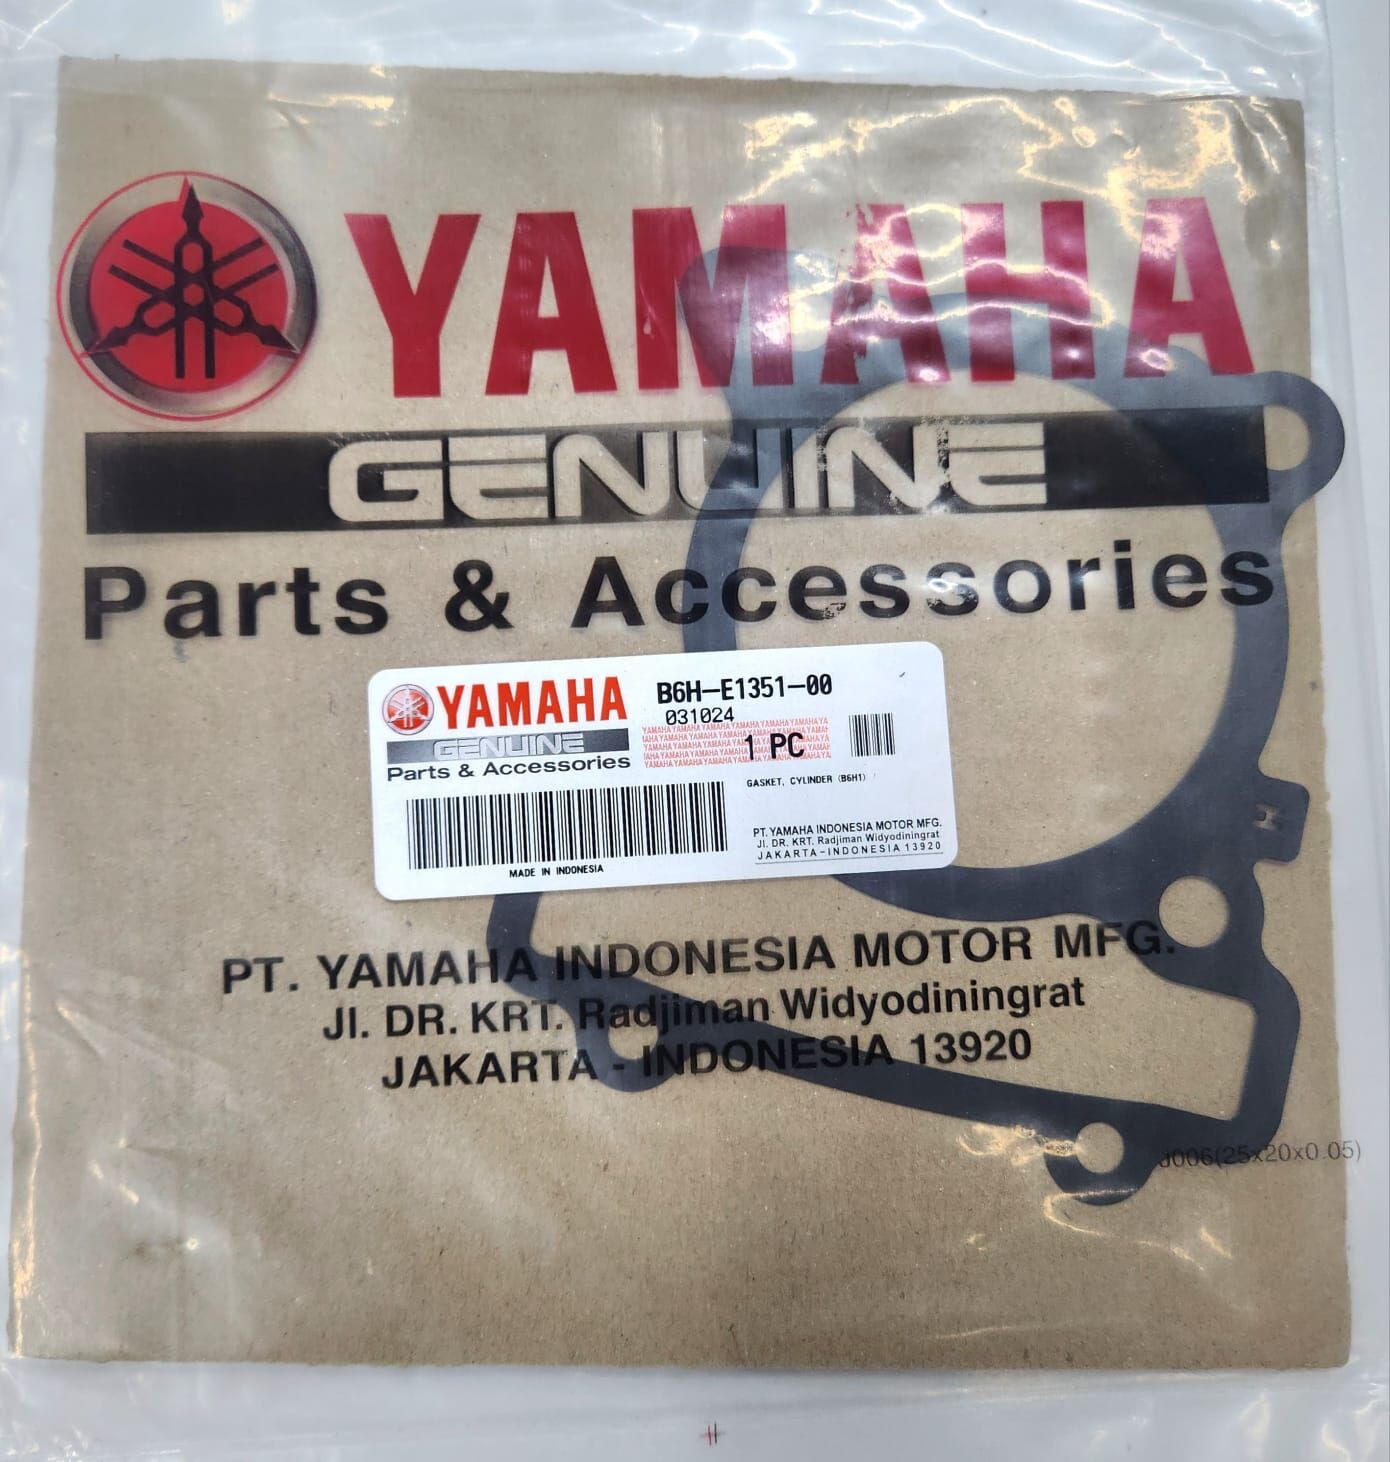 YAMAHA
GENUINE
Parts & Accessories
YAMAHA
GENUINE
Parts & Accessories
MADE IN INDONESIA
B6H-E1351-00
031024
1 PC
GASKET, CYLINDER (B6H1)
PT. YAMAHA INDONESIA MOTOR MFG.
Jl. DR. KRT. Radjiman Widyodiningrat
JAKARTA-INDONESIA 13920
PT. YAMAHA INDONESIA MOTOR MFG.
Jl. DR. KRT. Radjiman Widyodiningrat
JAKARTA - INDONESIA 13920
J006(25x20x0.05)